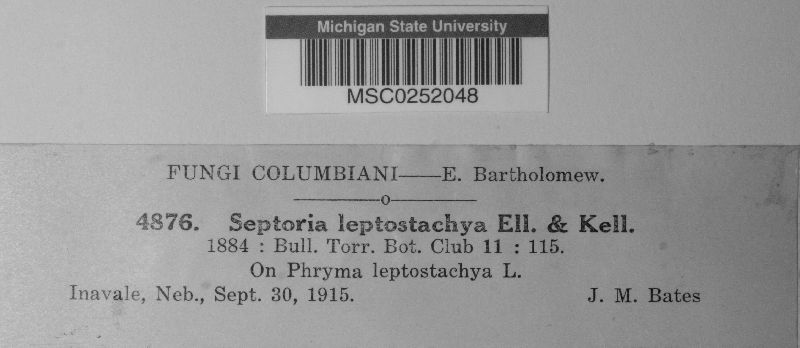 Michigan State University
MSC0252048
FUNGI COLUMBIANI——E. Bartholomew.
o
4876. Septoria leptostachya Ell. & Kell.
1884 : Bull. Torr. Bot. Club 11 : 115.
On Phryma leptostachya L.
Inavale, Neb., Sept. 30, 1915. J. M. Bates